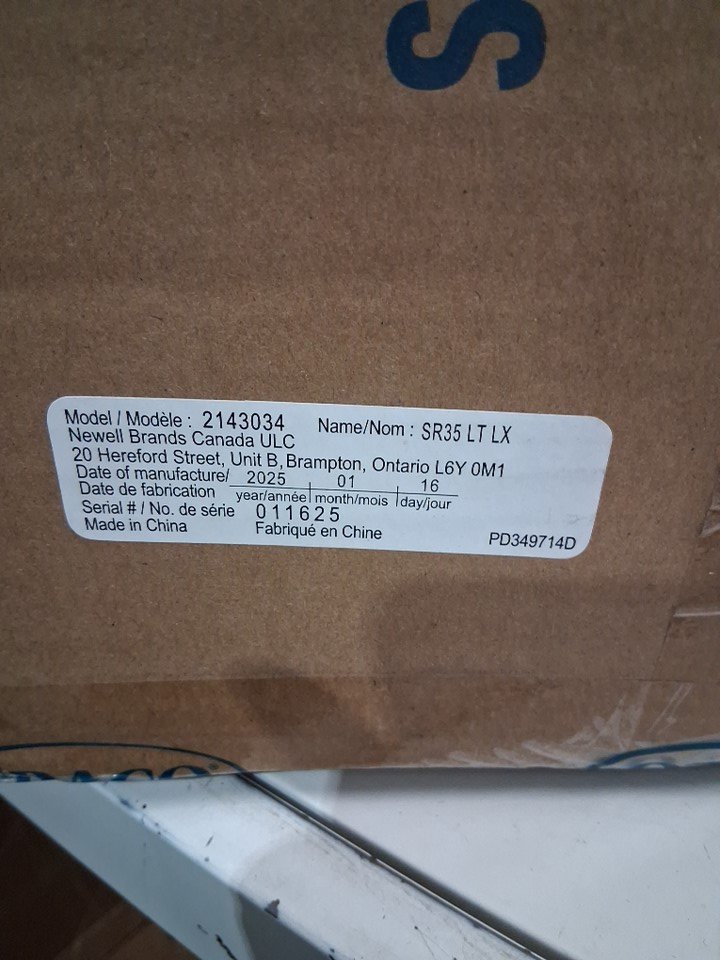 S
Model / Modèle : 2143034 Name/Nom : SR35 LT LX
Newell Brands Canada ULC
20 Hereford Street, Unit B, Brampton, Ontario L6Y 0M1
Date of manufacture/ 2025 01 16
Date de fabrication year/année month/mois day/jour
Serial # / No. de série 011625
Made in China Fabriqué en Chine PD349714D